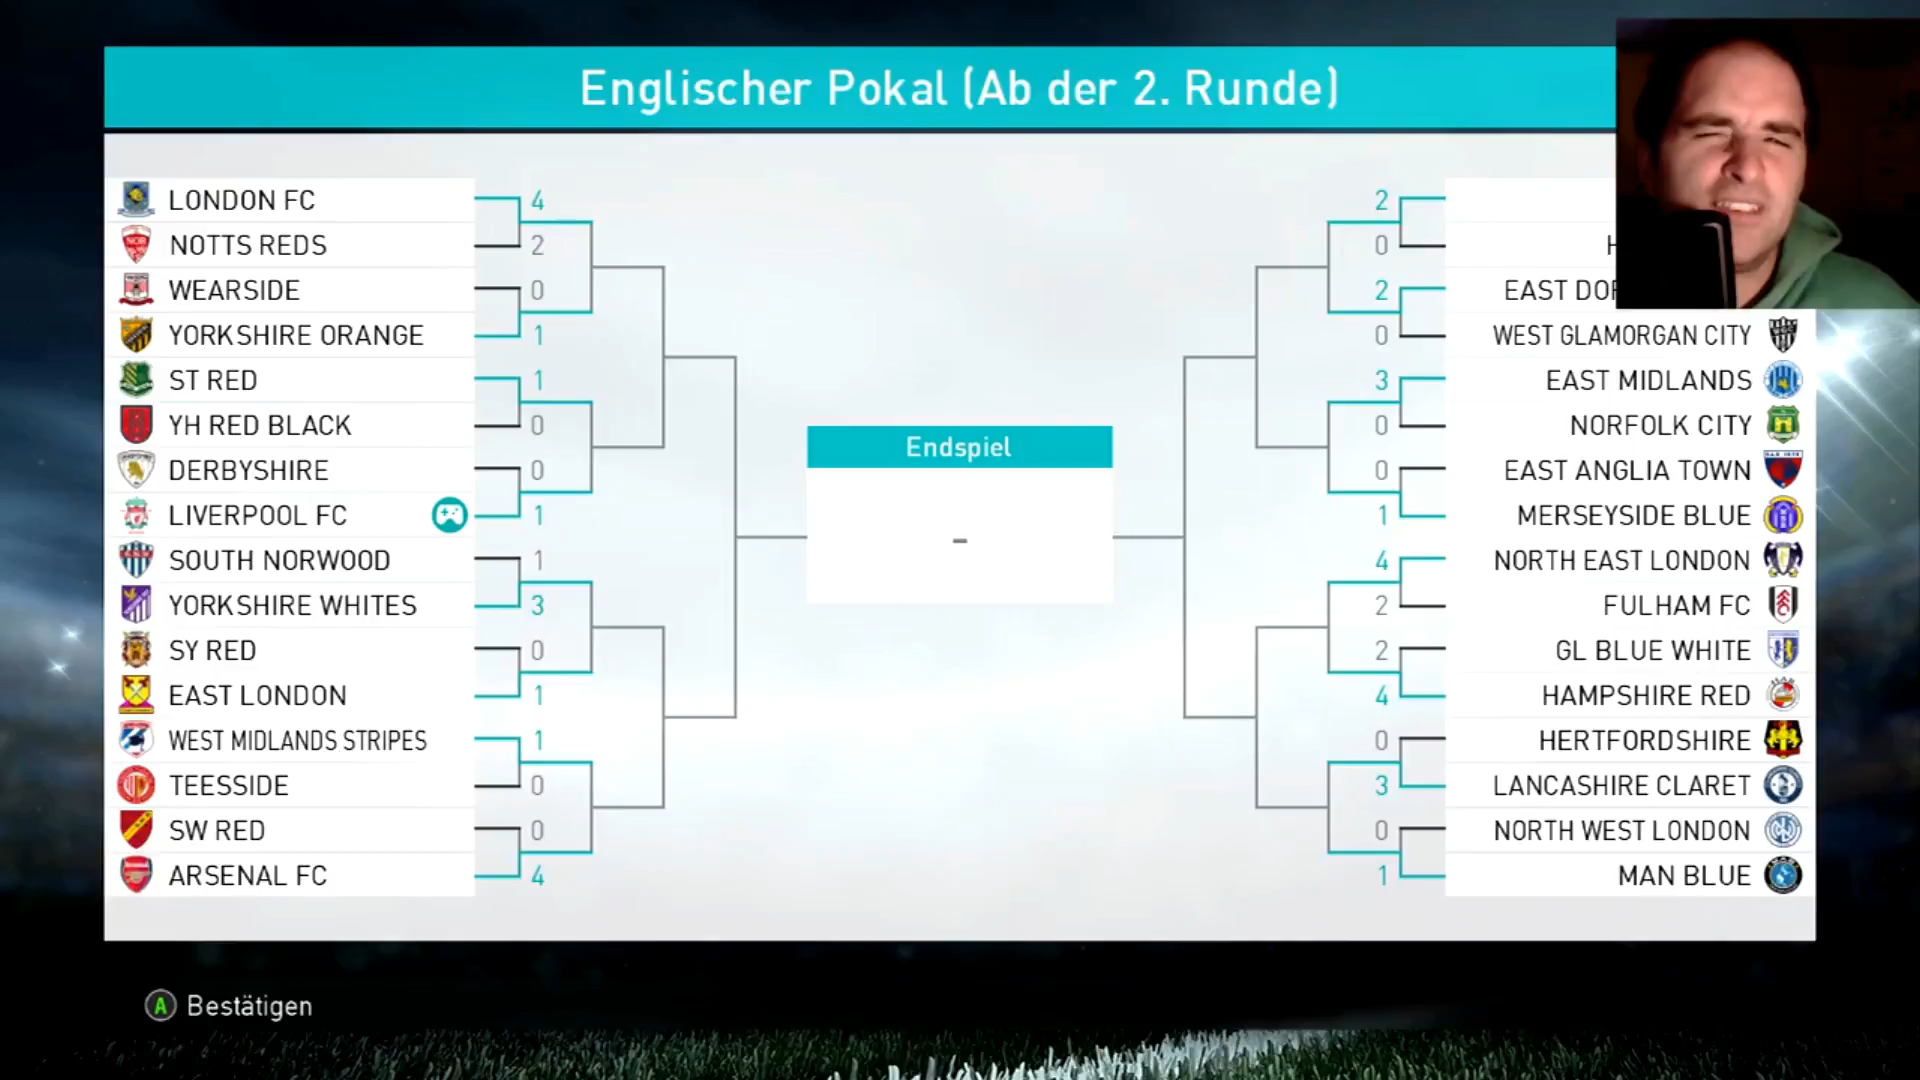 Englischer Pokal (Ab der 2. Runde)
LONDON FC 4
NOTTS REDS 2
WEARSIDE 0
YORKSHIRE ORANGE 1
ST RED 1
YH RED BLACK 0
DERBYSHIRE 0
LIVERPOOL FC 1
SOUTH NORWOOD 1
YORKSHIRE WHITES 3
SY RED 0
EAST LONDON 1
WEST MIDLANDS STRIPES 1
TEESSIDE 0
SW RED 0
ARSENAL FC 4
Endspiel
-
2
0
2 EAST
0 WEST GLAMORGAN CITY
3 EAST MIDLANDS
0 NORFOLK CITY
0 EAST ANGLIA TOWN
1 MERSEYSIDE BLUE
4 NORTH EAST LONDON
2 FULHAM FC
2 GL BLUE WHITE
4 HAMPSHIRE RED
0 HERTFORDSHIRE
3 LANCASHIRE CLARET
0 NORTH WEST LONDON
1 MAN BLUE
A Bestätigen